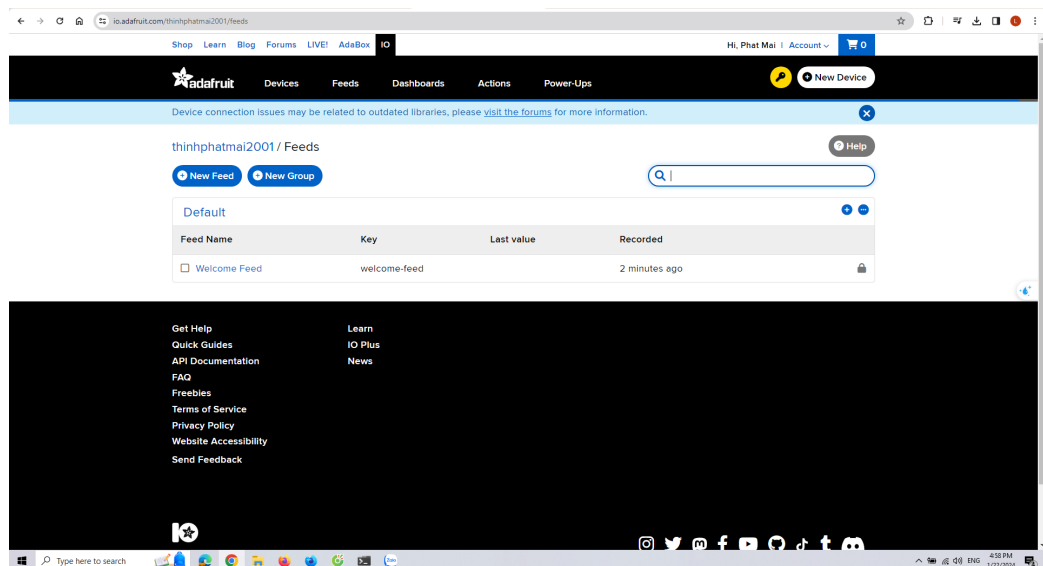 io.adafruit.com/thinhphatmai2001/feeds
Shop Learn Blog Forums LIVE! AdaBox IO Hi, Phat Mai | Account 0
adafruit Devices Feeds Dashboards Actions Power-Ups New Device
Device connection issues may be related to outdated libraries, please visit the forums for more information.
thinhphatmai2001 / Feeds Help
New Feed New Group
Default
Feed Name Key Last value Recorded
Welcome Feed welcome-feed 2 minutes ago
Get Help Learn
Quick Guides IO Plus
API Documentation News
FAQ
Freebies
Terms of Service
Privacy Policy
Website Accessibility
Send Feedback
IO
Type here to search ENG 4:58 PM
1/22/2024